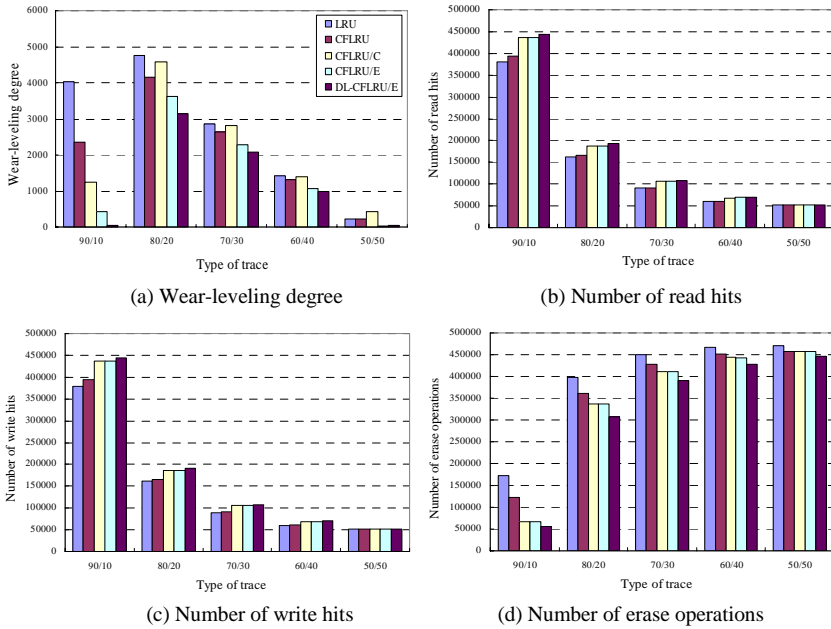 6000
5000
4000
3000
2000
1000
0
Wear-leveling degree
LRU
CFLRU
CFLRU/C
CFLRU/E
DL-CFLRU/E
90/10 80/20 70/30 60/40 50/50
Type of trace
(a) Wear-leveling degree
500000
450000
400000
350000
300000
250000
200000
150000
100000
50000
0
Number of read hits
90/10 80/20 70/30 60/40 50/50
Type of trace
(b) Number of read hits
500000
450000
400000
350000
300000
250000
200000
150000
100000
50000
0
Number of write hits
90/10 80/20 70/30 60/40 50/50
Type of trace
(c) Number of write hits
500000
450000
400000
350000
300000
250000
200000
150000
100000
50000
0
Number of erase operations
90/10 80/20 70/30 60/40 50/50
Type of trace
(d) Number of erase operations